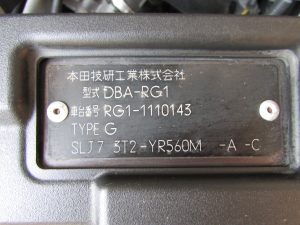 本田技研工業株式会社
型式 DBA-RG1
車台番号 RG1-1110143
TYPE G
SLJ7 5T2-YR560M -A -C